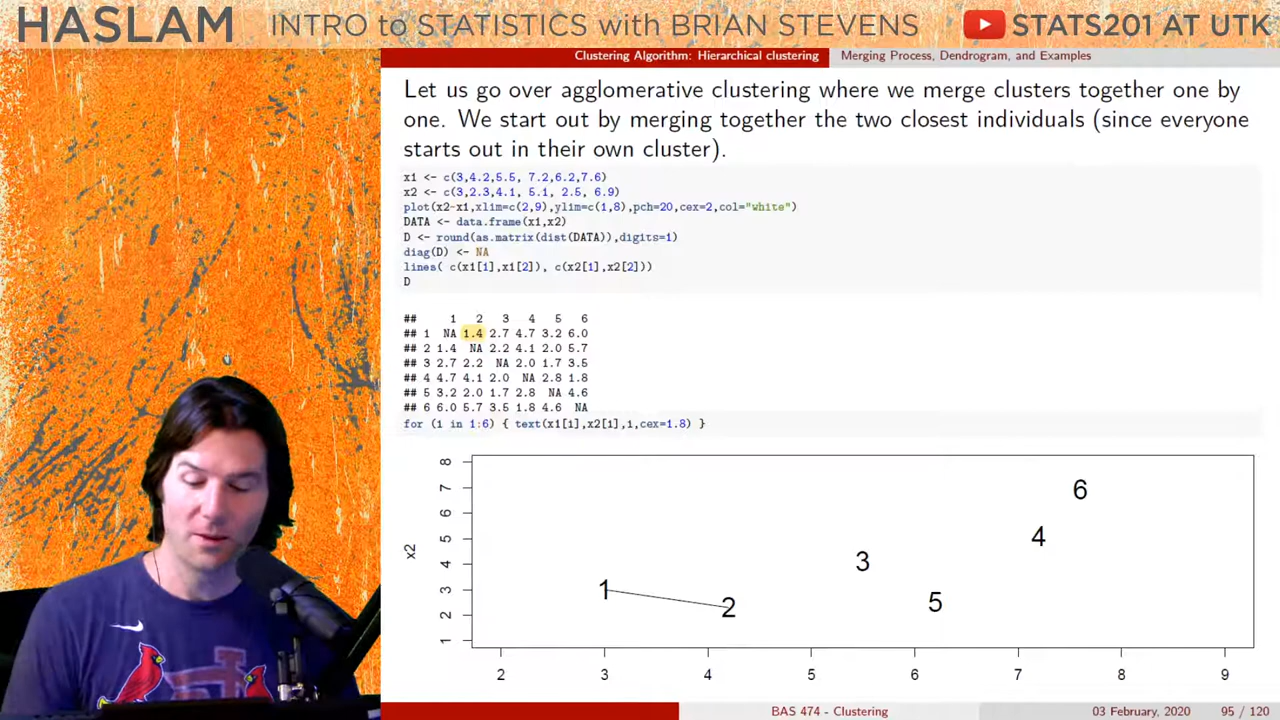 HASLAM INTRO to STATISTICS with BRIAN STEVENS STATS201 AT UTK
Clustering Algorithm: Hierarchical clustering Merging Process, Dendrogram, and Examples
Let us go over agglomerative clustering where we merge clusters together one by
one. We start out by merging together the two closest individuals (since everyone
starts out in their own cluster).
x1 <- c(3,4.2,5.5, 7.2,6.2,7.6)
x2 <- c(3,2.3,4.1, 5.1, 2.5, 6.9)
plot(x2~x1,xlim=c(2,9),ylim=c(1,8),pch=20,cex=2,col="white")
DATA <- data.frame(x1,x2)
D <- round(as.matrix(dist(DATA)),digits=1)
diag(D) <- NA
lines( c(x1[1],x1[2]), c(x2[1],x2[2]))
D
## 1 2 3 4 5 6
## 1 NA 1.4 2.7 4.7 3.2 6.0
## 2 1.4 NA 2.2 4.1 2.0 5.7
## 3 2.7 2.2 NA 2.0 1.7 3.5
## 4 4.7 4.1 2.0 NA 2.8 1.8
## 5 3.2 2.0 1.7 2.8 NA 4.6
## 6 6.0 5.7 3.5 1.8 4.6 NA
for (i in 1:6) { text(x1[i],x2[i],i,cex=1.8) }
8
7
6
5
4
3
2
1
x2
6
4
3
1
2
5
2 3 4 5 6 7 8 9
BAS 474 - Clustering 03 February, 2020 95 / 120